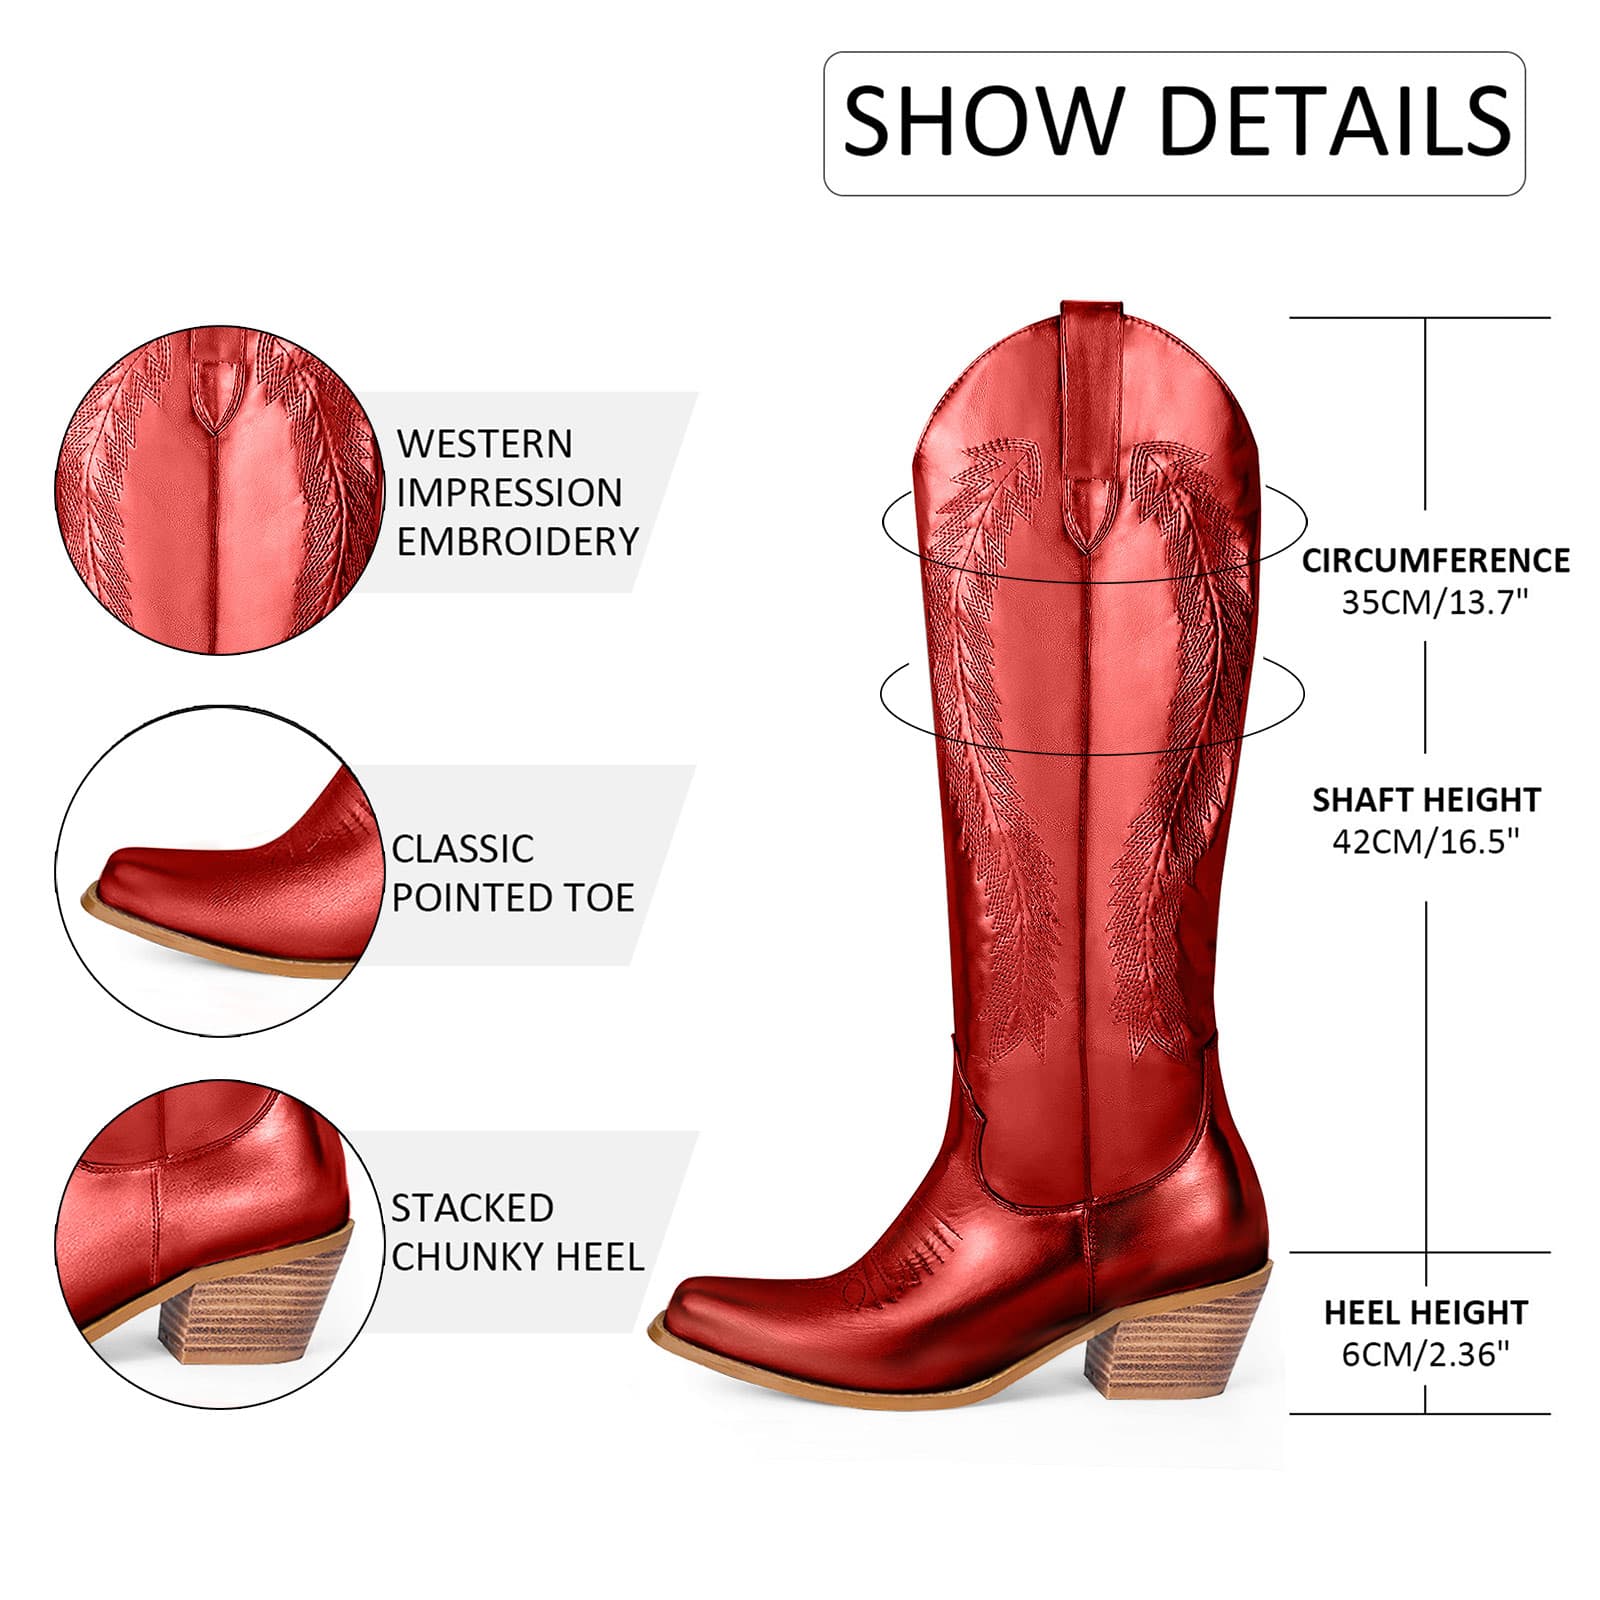 SHOW DETAILS
WESTERN
IMPRESSION
EMBROIDERY
CLASSIC
POINTED TOE
STACKED
CHUNKY HEEL
CIRCUMFERENCE
35CM/13.7"
SHAFT HEIGHT
42CM/16.5"
HEEL HEIGHT
6CM/2.36"